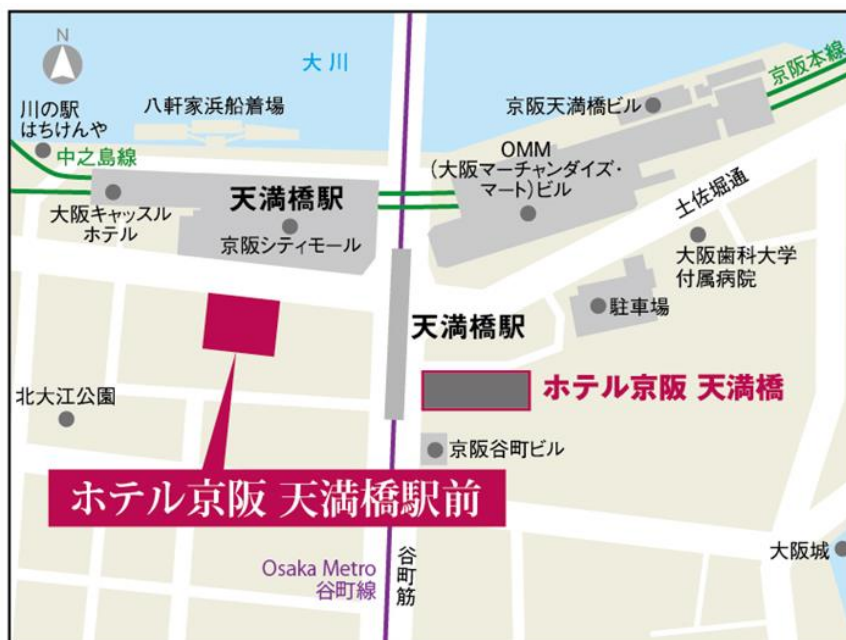 N
大川
京阪本線
川の駅
はちけんや
八軒家浜船着場
京阪天満橋ビル
中之島線
OMM
(大阪マーチャンダイズ・
マート)ビル
天満橋駅
大阪キャッスル
ホテル
京阪シティモール
土佐堀通
大阪歯科大学
付属病院
駐車場
天満橋駅
ホテル京阪 天満橋
北大江公園
京阪谷町ビル
ホテル京阪 天満橋駅前
大阪城
Osaka Metro
谷町線
谷町筋